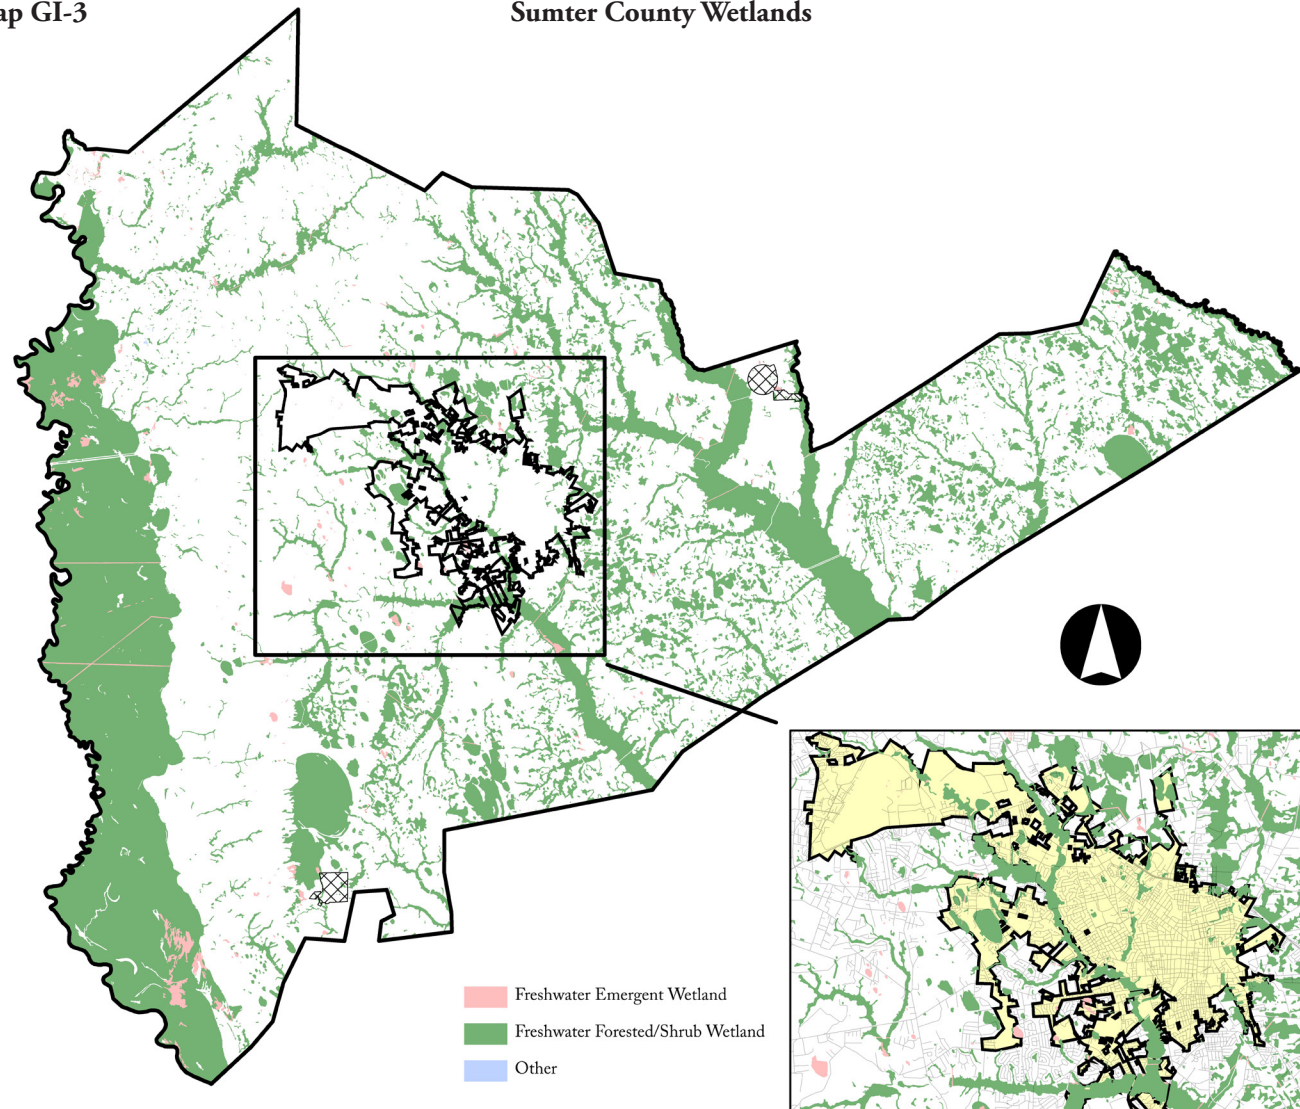 ap GI-3
Sumter County Wetlands
Freshwater Emergent Wetland
Freshwater Forested/Shrub Wetland
Other